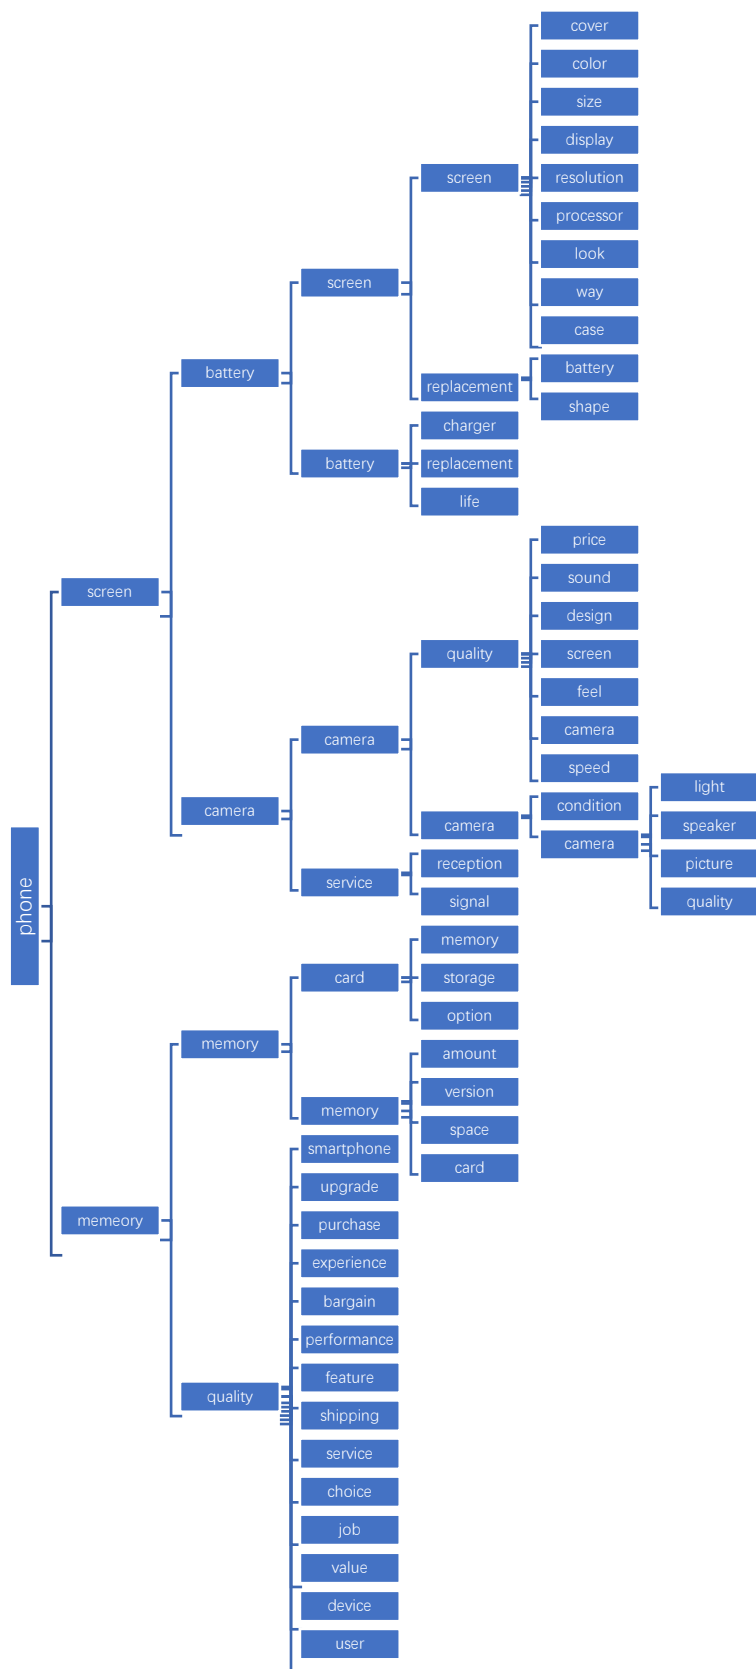 phone
screen
battery
screen
screen
cover
color
size
display
resolution
processor
look
way
case
replacement
battery
shape
battery
charger
replacement
life
camera
camera
quality
price
sound
design
screen
feel
camera
speed
camera
condition
camera
light
speaker
picture
quality
service
reception
signal
memeory
memory
card
memory
storage
option
memory
amount
version
space
card
quality
smartphone
upgrade
purchase
experience
bargain
performance
feature
shipping
service
choice
job
value
device
user